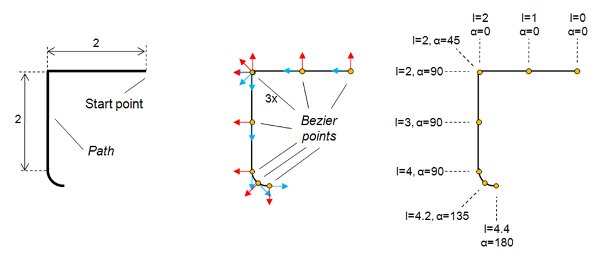 2
Start point
2
Path
3x
Bezier
points
l=2
α=0
l=1
α=0
l=0
α=0
l=2, α=45
l=2, α=90
l=3, α=90
l=4, α=90
l=4.2, α=135
l=4.4
α=180